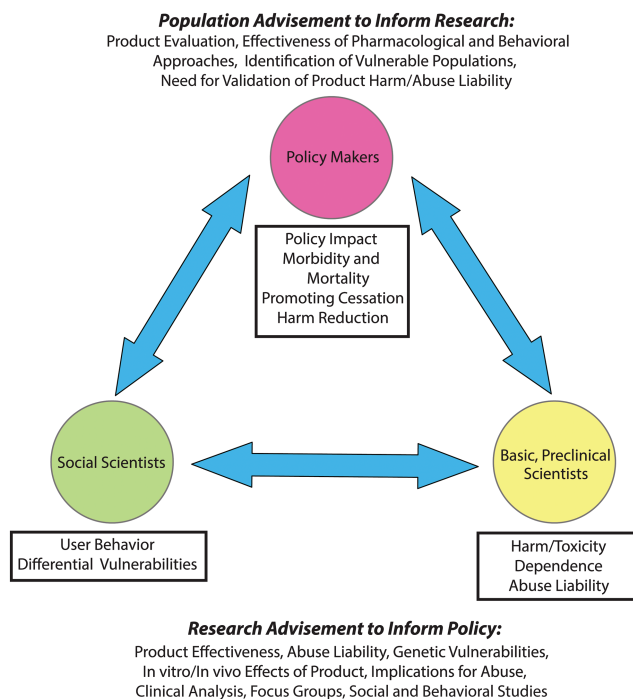 Population Advisement to Inform Research:
Product Evaluation, Effectiveness of Pharmacological and Behavioral
Approaches, Identification of Vulnerable Populations,
Need for Validation of Product Harm/Abuse Liability
Policy Makers
Policy Impact
Morbidity and
Mortality
Promoting Cessation
Harm Reduction
Social Scientists
Basic, Preclinical
Scientists
User Behavior
Differential Vulnerabilities
Harm/Toxicity
Dependence
Abuse Liability
Research Advisement to Inform Policy:
Product Effectiveness, Abuse Liability, Genetic Vulnerabilities,
In vitro/In vivo Effects of Product, Implications for Abuse,
Clinical Analysis, Focus Groups, Social and Behavioral Studies